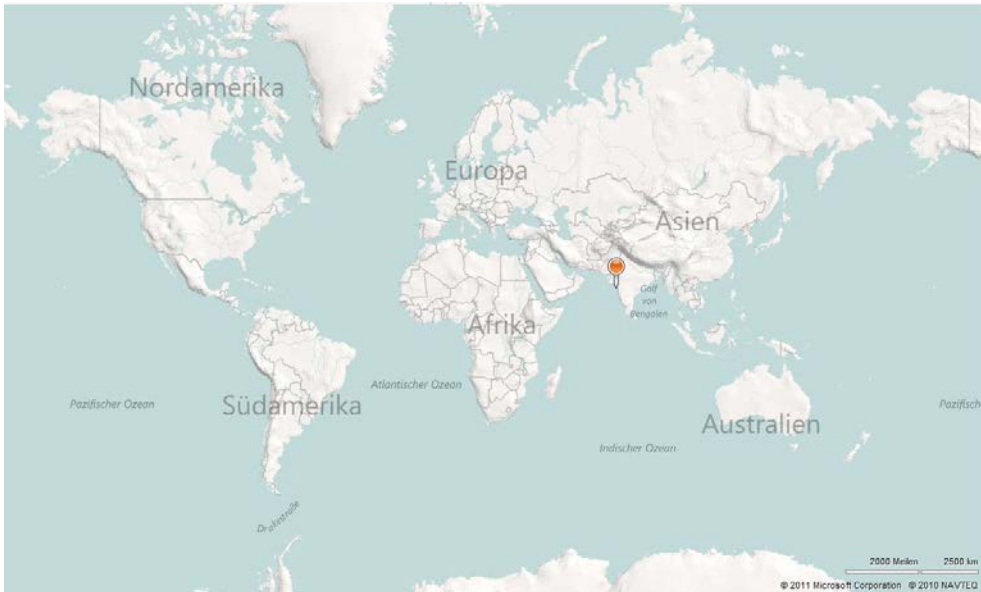 Nordamerika
Europa
Asien
Golf
von
Bengalen
Afrika
Atlantischer Ozean
Pazifischer Ozean
Südamerika
Pazifisch
Australien
Indischer Ozean
Drakestraße
2000 Meilen 2500 km
© 2011 Microsoft Corporation © 2010 NAVTEQ